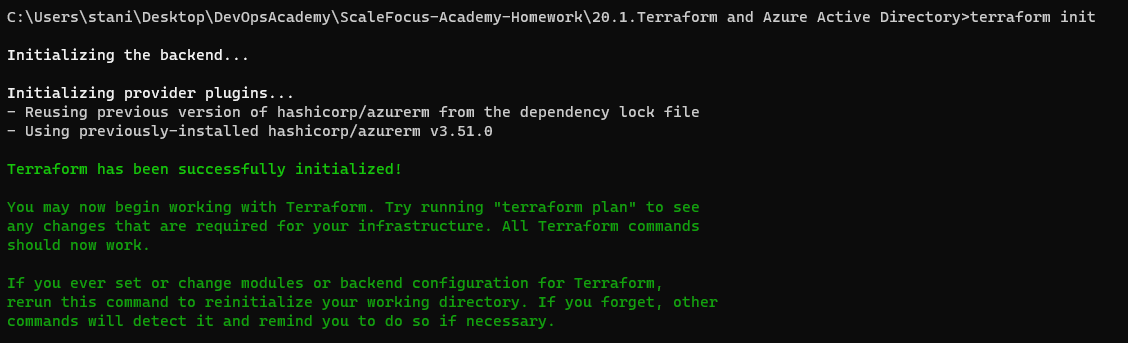 C:\Users\stani\Desktop\DevOpsAcademy\ScaleFocus-Academy-Homework\20.1.Terraform and Azure Active Directory>terraform init
Initializing the backend...
Initializing provider plugins...
- Reusing previous version of hashicorp/azurerm from the dependency lock file
- Using previously-installed hashicorp/azurerm v3.51.0
Terraform has been successfully initialized!
You may now begin working with Terraform. Try running "terraform plan" to see
any changes that are required for your infrastructure. All Terraform commands
should now work.
If you ever set or change modules or backend configuration for Terraform,
rerun this command to reinitialize your working directory. If you forget, other
commands will detect it and remind you to do so if necessary.